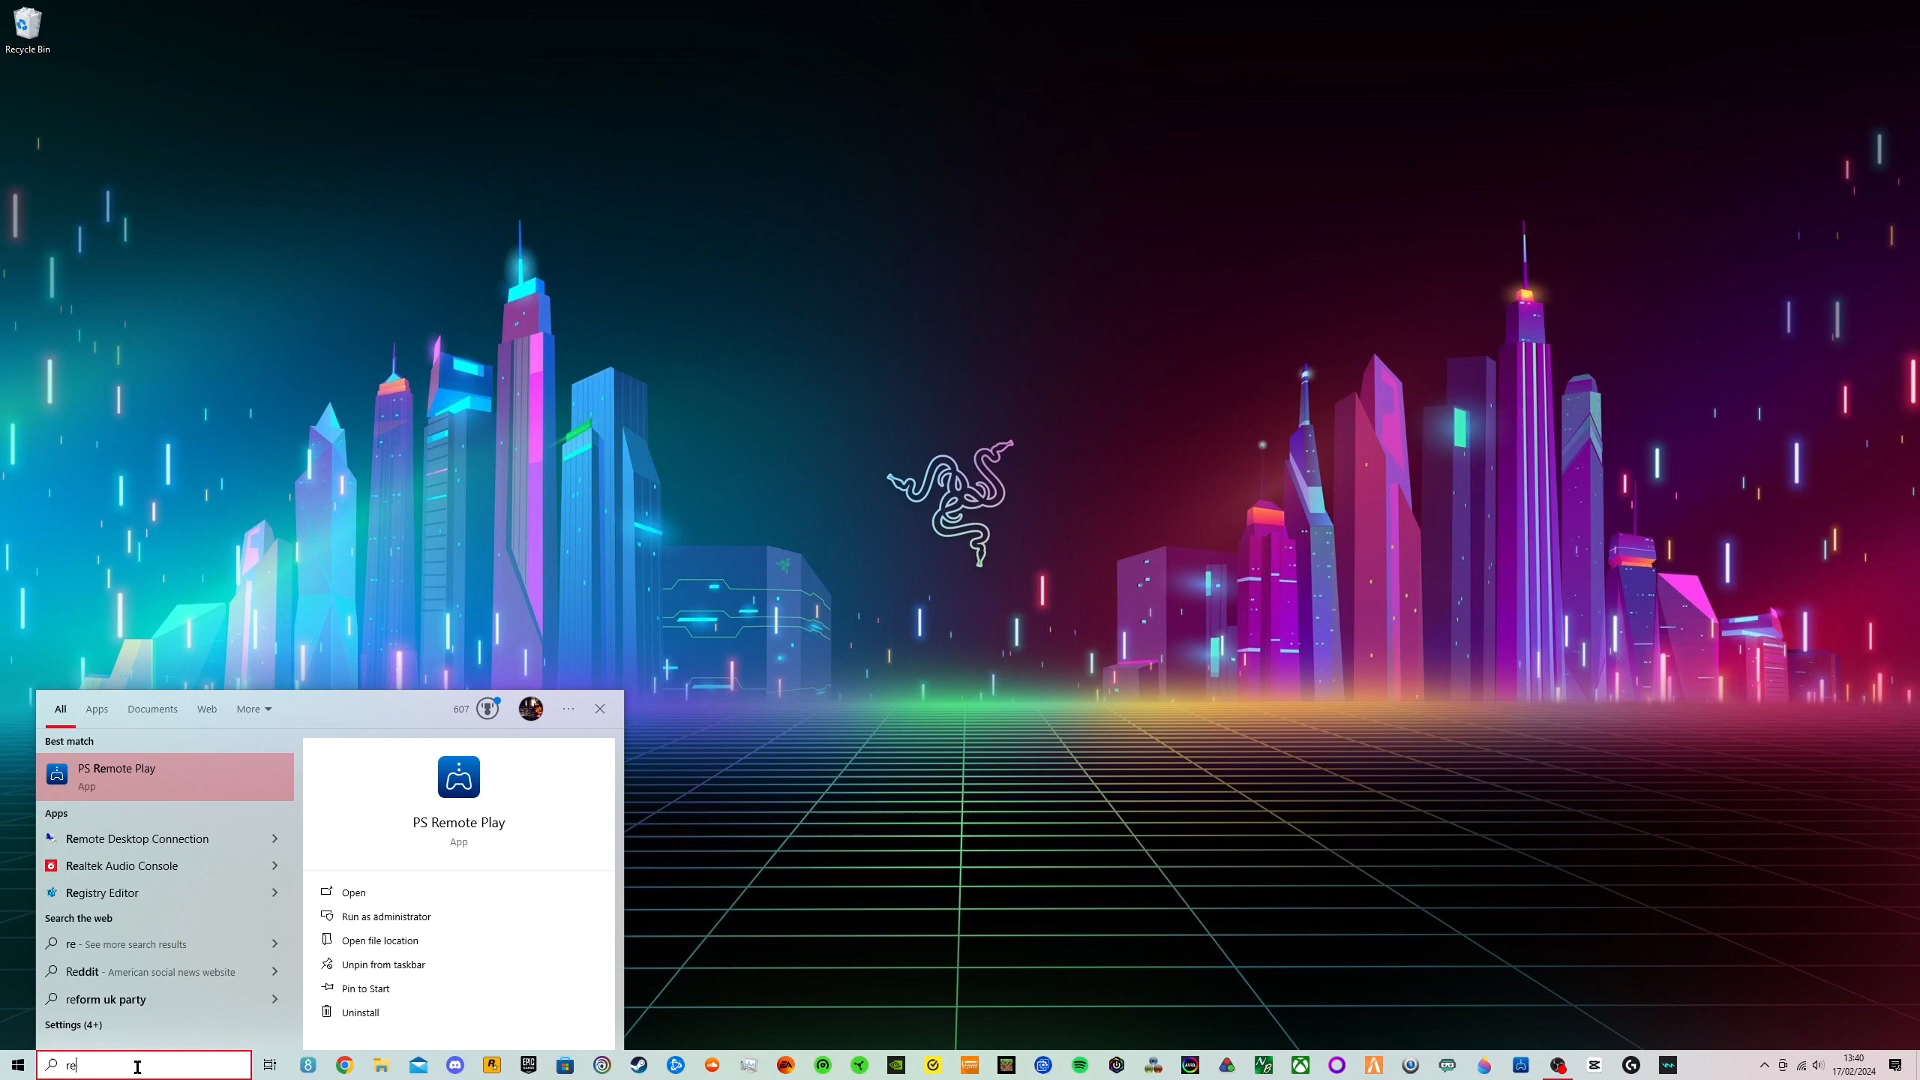 Recycle Bin
All Apps Documents Web More 607
Best match
PS Remote Play
App
Apps
Remote Desktop Connection
Realtek Audio Console
Registry Editor
Search the web
re - See more search results
Reddit - American social news website
reform uk party
Settings (4+)
PS Remote Play
App
Open
Run as administrator
Open file location
Unpin from taskbar
Pin to Start
Uninstall
re
13:40
17/02/2024